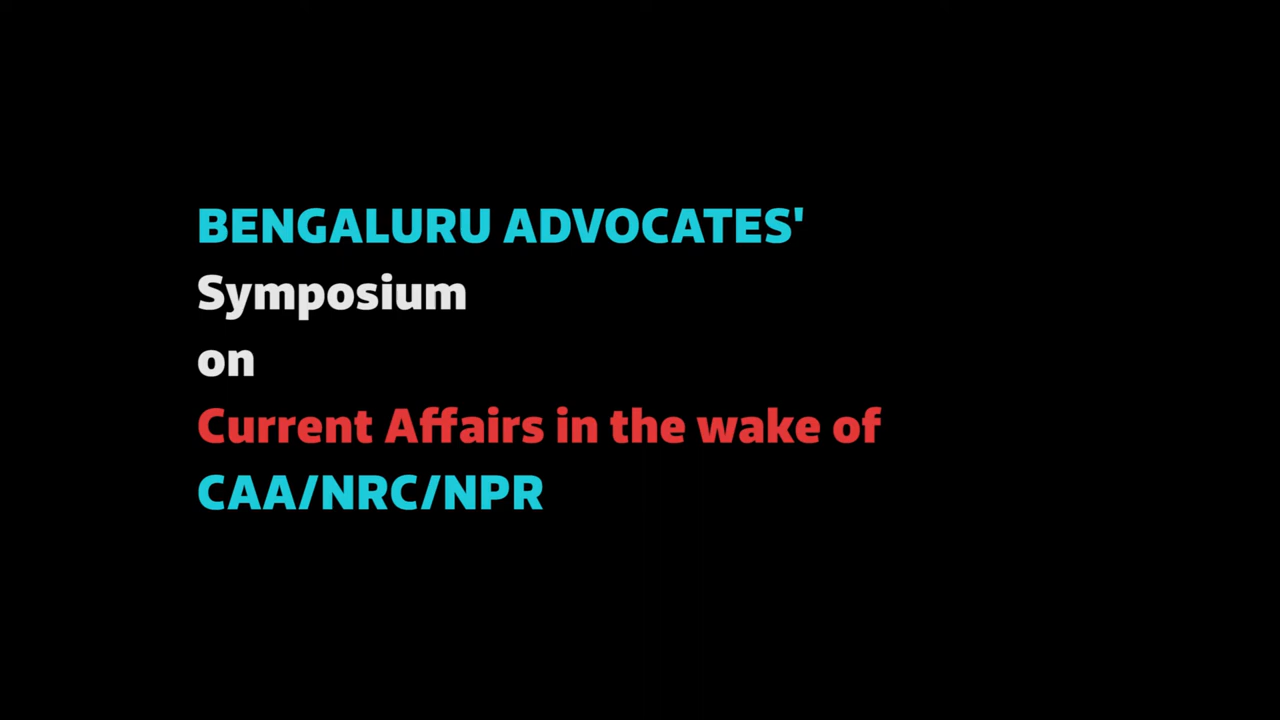 BENGALURU ADVOCATES'
Symposium
on
Current Affairs in the wake of
CAA/NRC/NPR